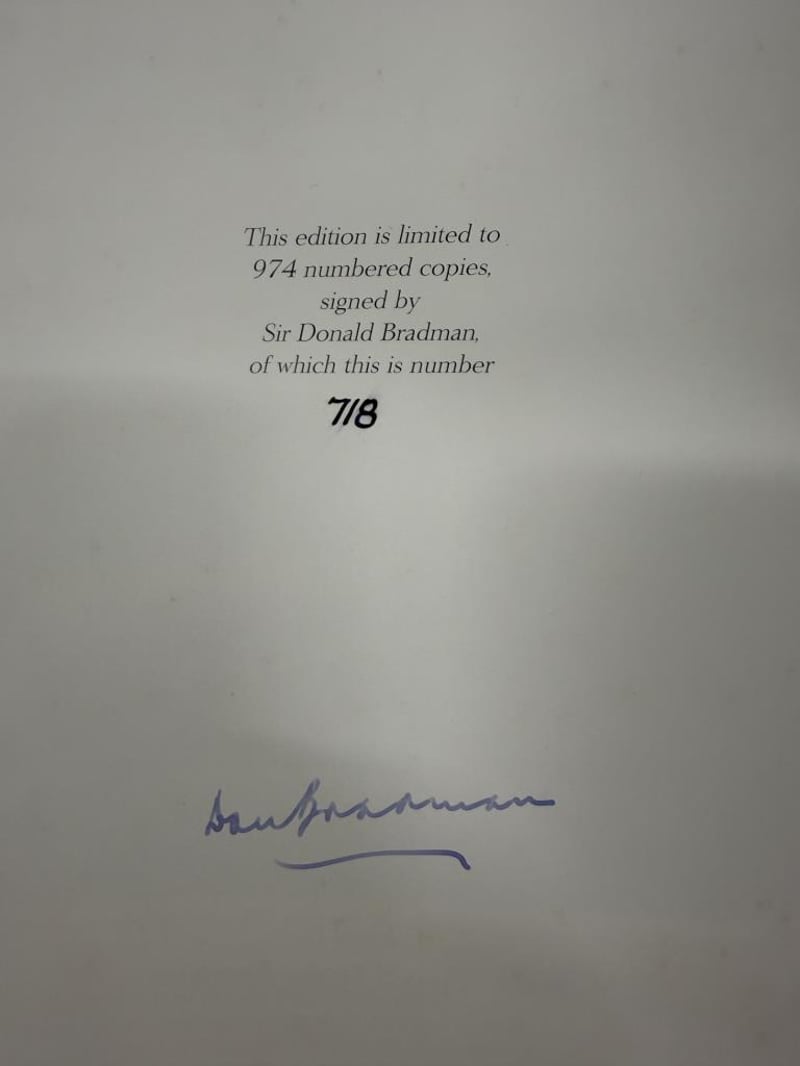 This edition is limited to
974 numbered copies,
signed by
Sir Donald Bradman,
of which this is number
718
Don Bradman